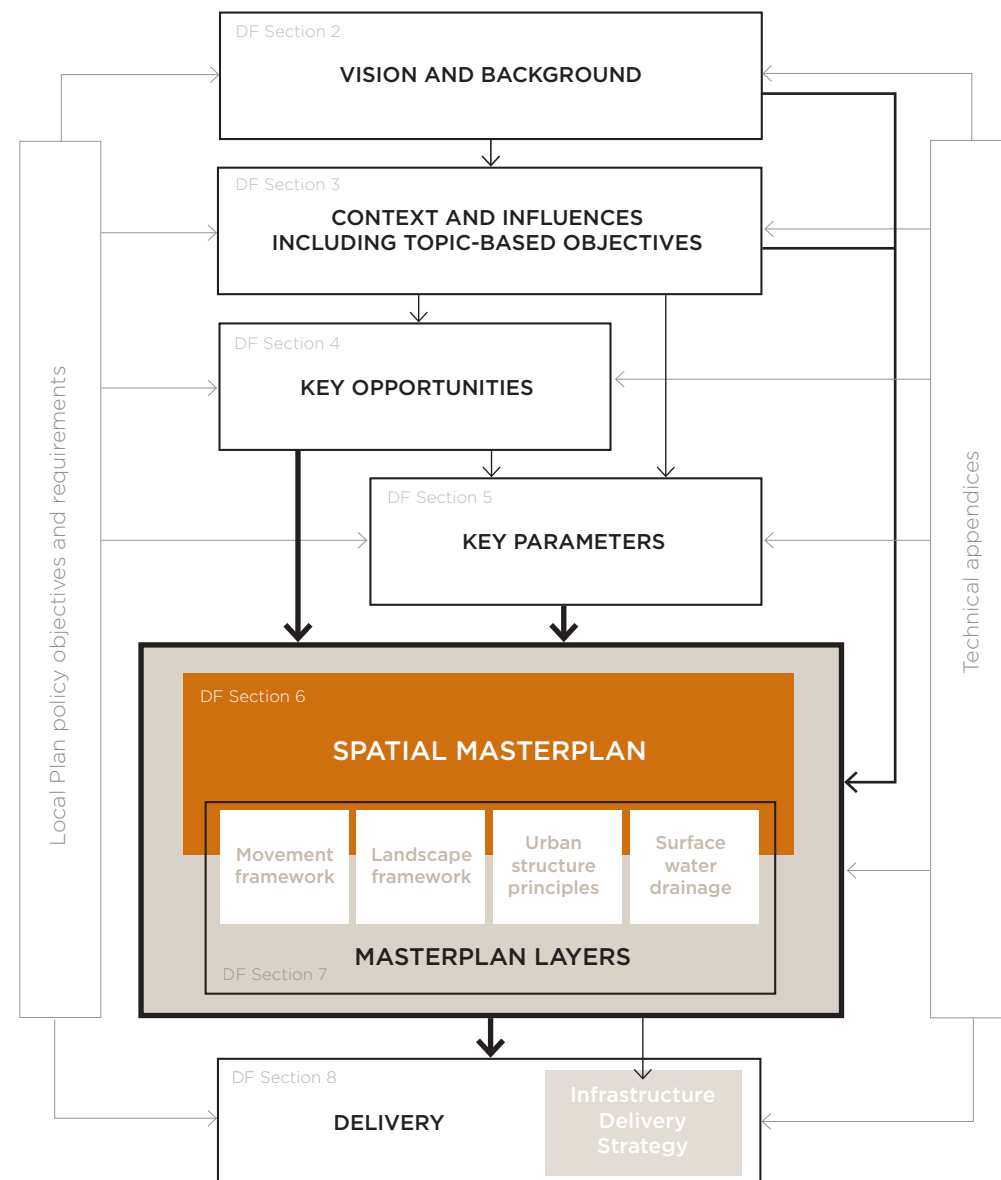 DF Section 2
VISION AND BACKGROUND
DF Section 3
CONTEXT AND INFLUENCES
INCLUDING TOPIC-BASED OBJECTIVES
DF Section 4
KEY OPPORTUNITIES
DF Section 5
KEY PARAMETERS
Local Plan policy objectives and requirements
Technical appendices
DF Section 6
SPATIAL MASTERPLAN
Movement
framework
Landscape
framework
Urban
structure
principles
Surface
water
drainage
MASTERPLAN LAYERS
DF Section 7
DF Section 8
DELIVERY
Infrastructure
Delivery
Strategy